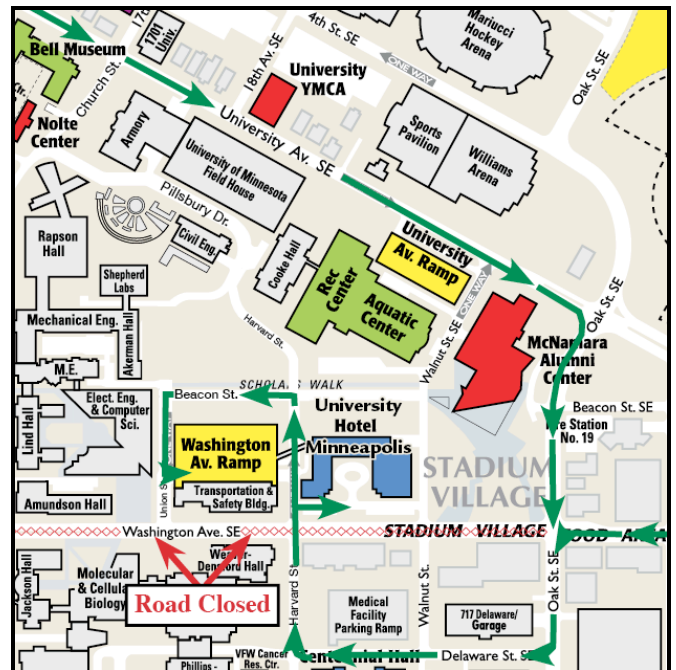 17th
1701
Univ.
Bell Museum
Church St.
Nolte
Center
Armory
18th Av. SE
University
YMCA
4th St. SE
ONE WAY
Mariucci
Hockey
Arena
Oak St. SE
University Av. SE
University of Minnesota
Field House
Sports
Pavilion
Williams
Arena
Pillsbury Dr.
Rapson
Hall
Civil Eng.
Cooke Hall
University
Av. Ramp
Rec
Center
Aquatic
Center
Shepherd
Labs
Mechanical Eng.
Akerman Hall
Harvard St.
Walnut St. SE
ONE WAY
Oak St. SE
McNamara
Alumni
Center
M.E.
Lind Hall
Elect. Eng.
& Computer
Sci.
SCHOLARS WALK
Beacon St.
University
Hotel
Minneapolis
Beacon St. SE
Fire Station
No. 19
Washington
Av. Ramp
Transportation &
Safety Bldg.
Union St.
STADIUM
VILLAGE
Amundson Hall
Washington Ave. SE
STADIUM VILLAGE FOOD AREA
Jackson Hall
Molecular
& Cellular
Biology
Weaver-
Densford Hall
Road Closed
Harvard St.
Medical
Facility
Parking Ramp
Walnut St.
717 Delaware/
Garage
Oak St. SE
Phillips -
VFW Cancer
Res. Ctr.
Centennial Hall
Delaware St. SE